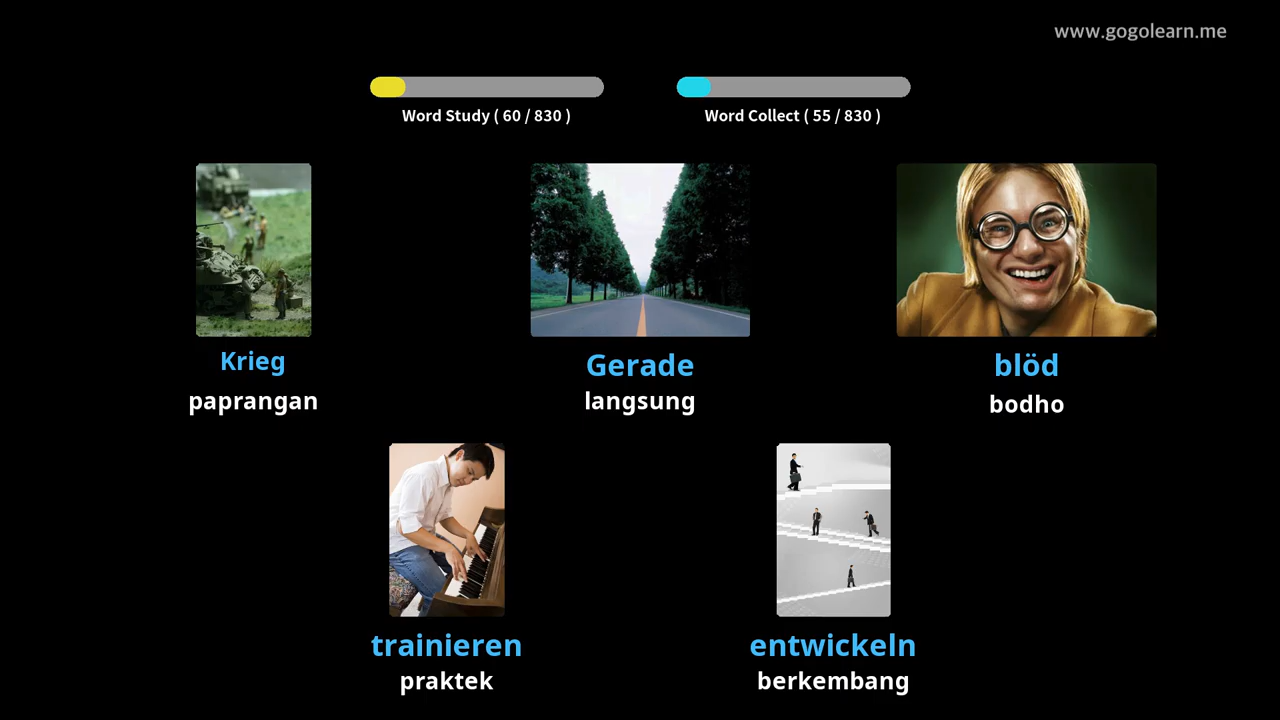 www.gogolearn.me
Word Study ( 60 / 830 )
Word Collect ( 55 / 830 )
Krieg
paprangan
Gerade
langsung
blöd
bodho
trainieren
praktek
entwickeln
berkembang